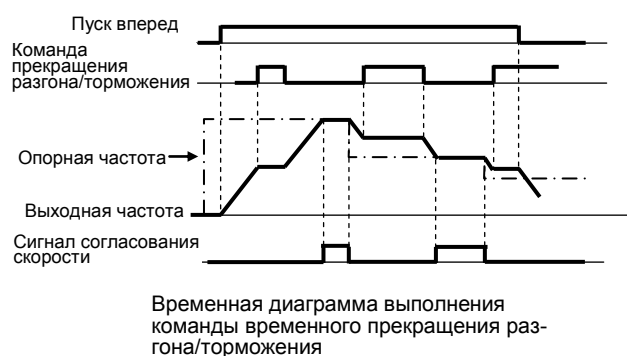 Пуск вперед
Команда
прекращения
разгона/торможения
Опорная частота
Выходная частота
Сигнал согласования
скорости
Временная диаграмма выполнения
команды временного прекращения раз-
гона/торможения